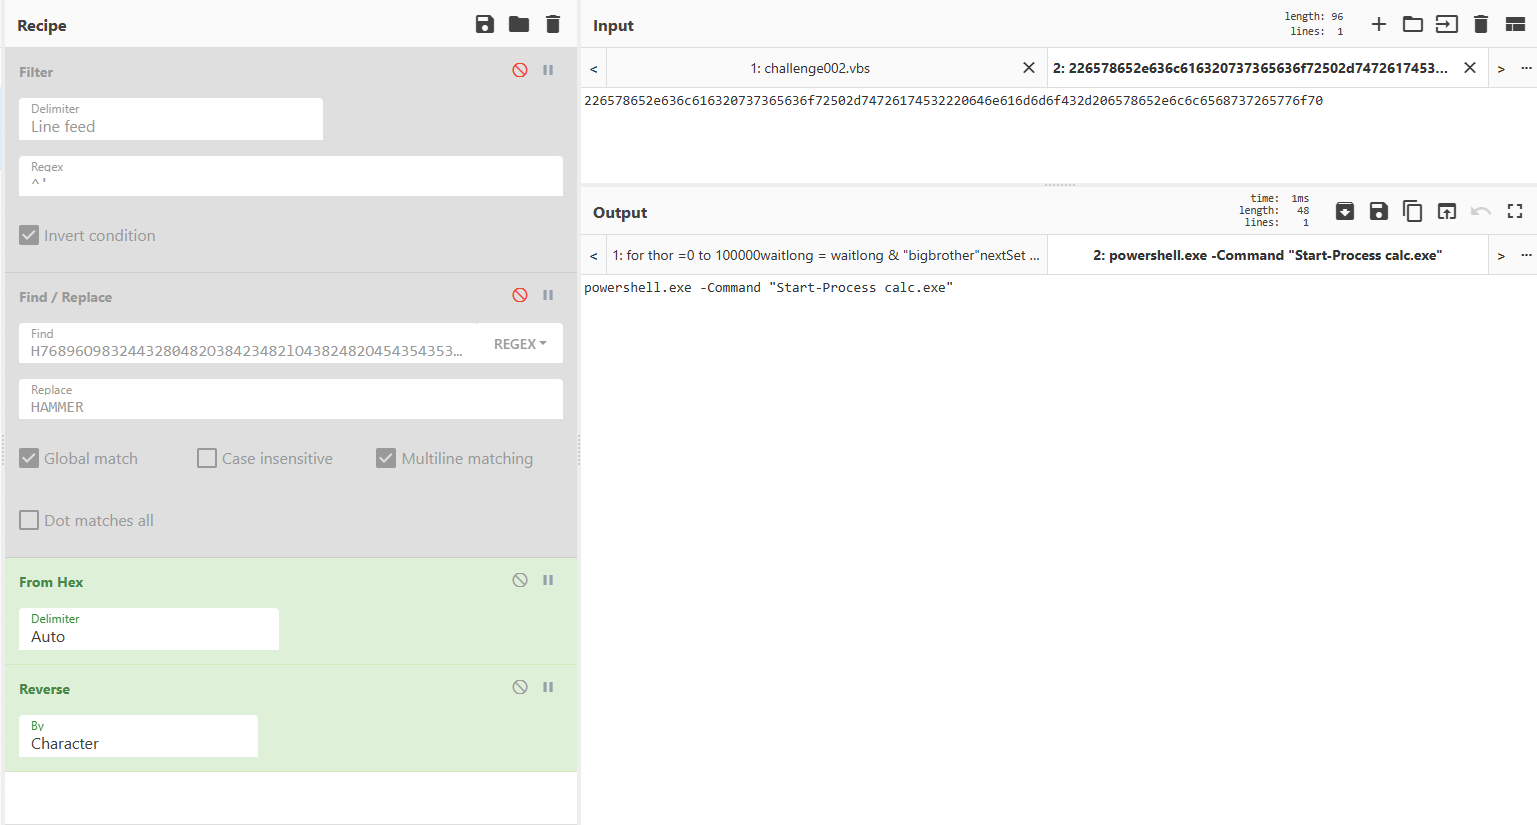 Recipe
Filter
Delimiter
Line feed
Regex
^'
Invert condition
Find / Replace
Find
H7689609832443280482O38423482lO43824820454354353...
REGEX
Replace
HAMMER
Global match
Case insensitive
Multiline matching
Dot matches all
From Hex
Delimiter
Auto
Reverse
By
Character
Input
length: 96
lines: 1
< 1: challenge002.vbs 2: 226578652e636c616320737365636f72502d7472617453... > ...
226578652e636c616320737365636f72502d74726174532220646e616d6d6f432d206578652e6c6c6568737265776f70
Output
time: 1ms
length: 48
lines: 1
< 1: for thor =0 to 100000waitlong = waitlong & "bigbrother"nextSet ... 2: powershell.exe -Command "Start-Process calc.exe" > ...
powershell.exe -Command "Start-Process calc.exe"